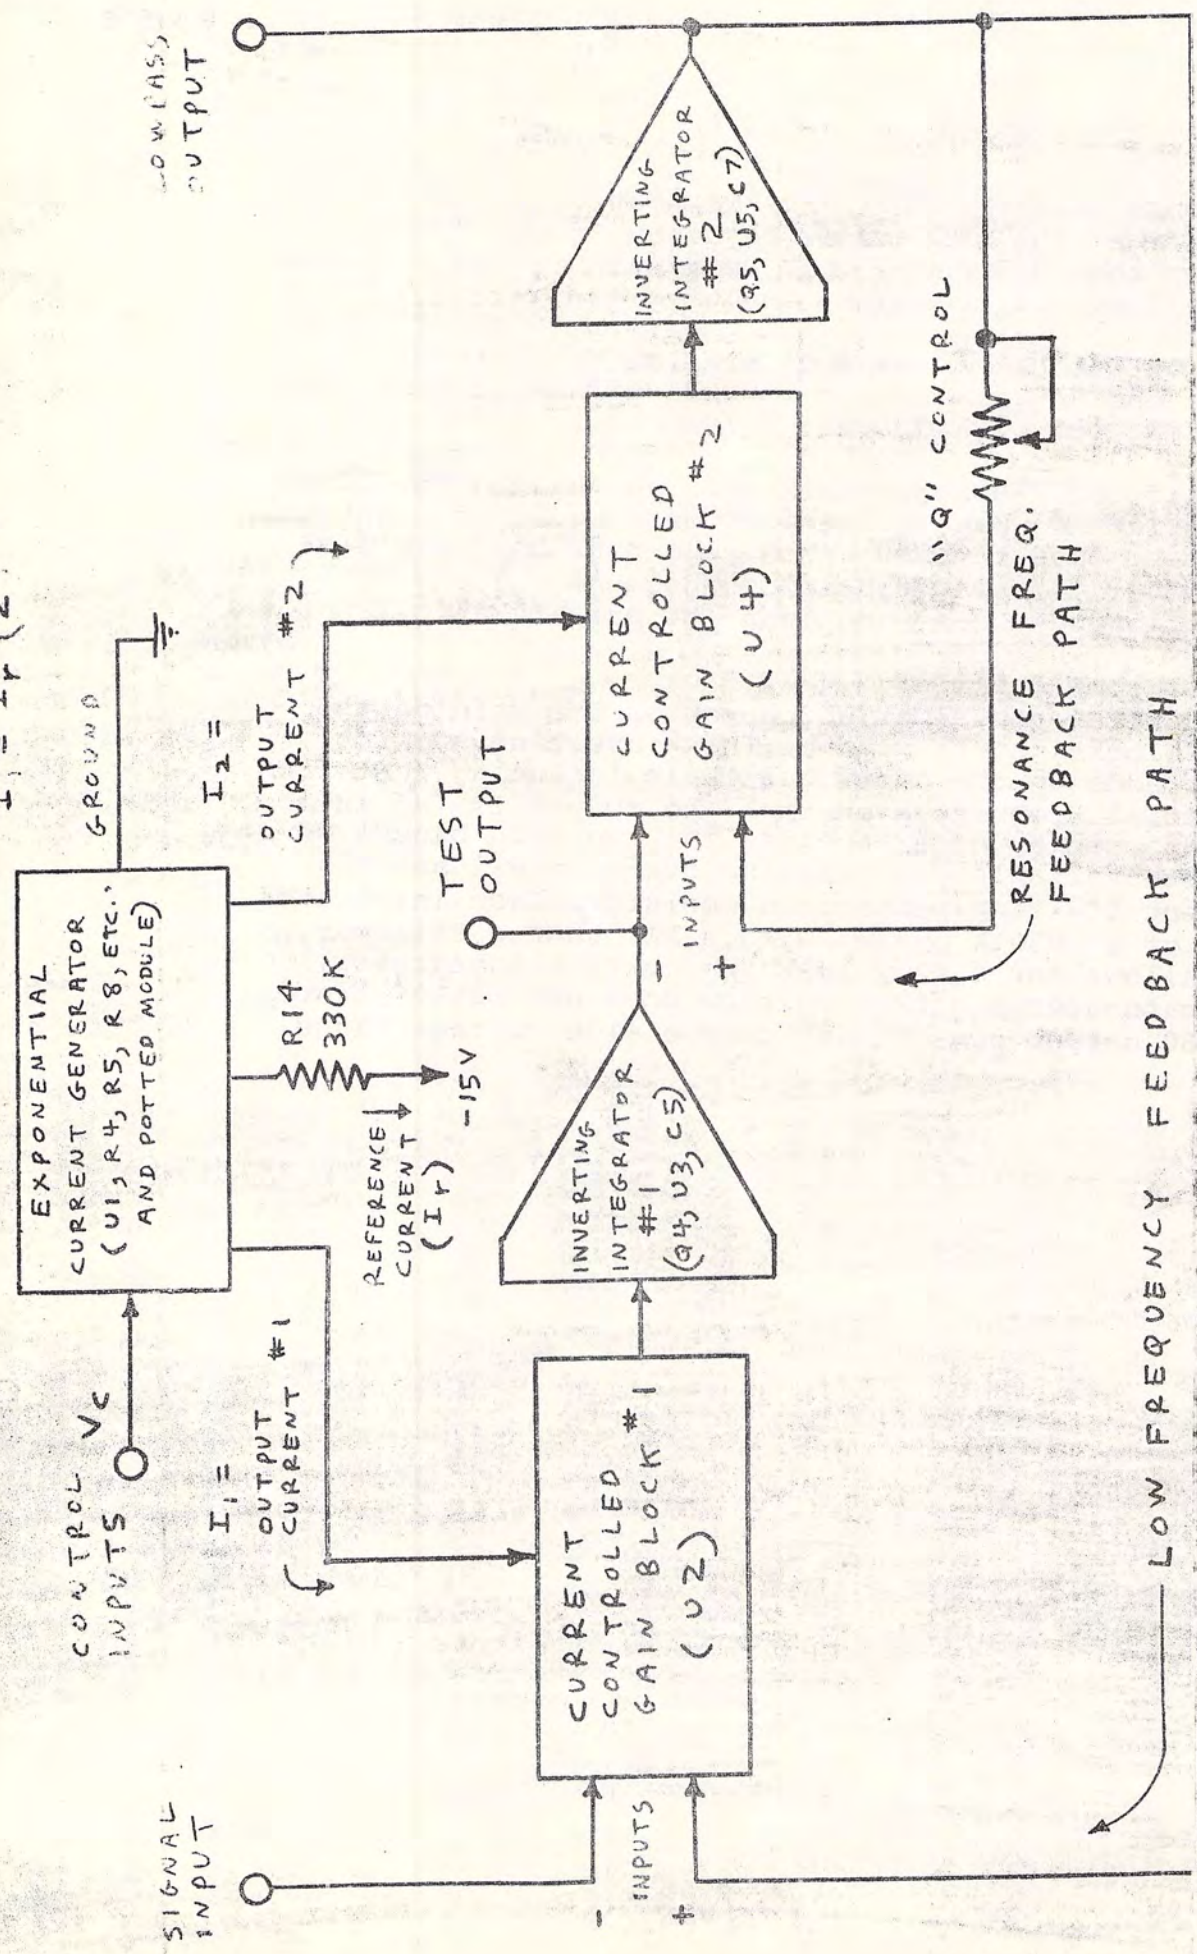 SIGNAL
INPUT
CONTROL
INPUTS
Vc
EXPONENTIAL
CURRENT GENERATOR
(U1, R4, R5, R8, ETC.
AND POTTED MODULE)
GROUND
LOWPASS
OUTPUT
I1 =
OUTPUT
CURRENT #1
REFERENCE
CURRENT
(Ir)
R14
330K
-15V
I2 =
OUTPUT
CURRENT #2
TEST
OUTPUT
-
INPUTS
+
CURRENT
CONTROLLED
GAIN BLOCK #1
(U2)
INVERTING
INTEGRATOR
#1
(Q4, U3, C5)
-
INPUTS
+
CURRENT
CONTROLLED
GAIN BLOCK #2
(U4)
INVERTING
INTEGRATOR
#2
(Q5, U5, C7)
"Q" CONTROL
RESONANCE FREQ.
FEEDBACK PATH
LOW FREQUENCY FEEDBACK PATH